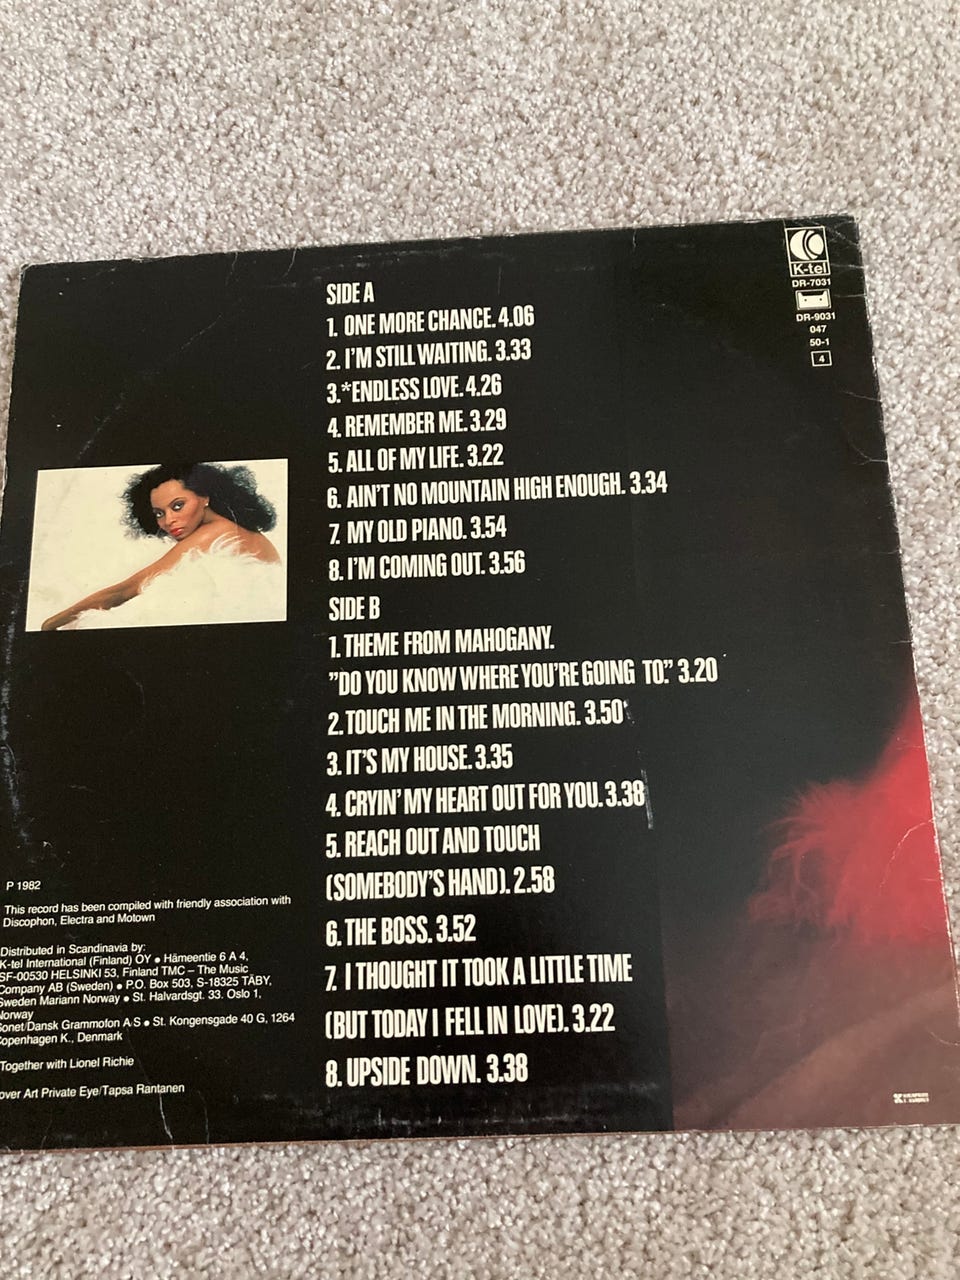 K-tel
DR-7031
DR-9031
047
50-1
4
SIDE A
1. ONE MORE CHANCE. 4.06
2. I'M STILL WAITING. 3.33
3.*ENDLESS LOVE. 4.26
4. REMEMBER ME. 3.29
5. ALL OF MY LIFE. 3.22
6. AIN'T NO MOUNTAIN HIGH ENOUGH. 3.34
7. MY OLD PIANO. 3.54
8. I'M COMING OUT. 3.56
SIDE B
1. THEME FROM MAHOGANY.
"DO YOU KNOW WHERE YOU'RE GOING TO." 3.20
2. TOUCH ME IN THE MORNING. 3.50
3. IT'S MY HOUSE. 3.35
4. CRYIN' MY HEART OUT FOR YOU. 3.38
5. REACH OUT AND TOUCH
(SOMEBODY'S HAND). 2.58
6. THE BOSS. 3.52
7. I THOUGHT IT TOOK A LITTLE TIME
(BUT TODAY I FELL IN LOVE). 3.22
8. UPSIDE DOWN. 3.38
P 1982
This record has been compiled with friendly association with
Discophon, Electra and Motown
Distributed in Scandinavia by:
K-tel International (Finland) OY • Hämeentie 6 A 4,
SF-00530 HELSINKI 53, Finland TMC – The Music
Company AB (Sweden) • P.O. Box 503, S-18325 TÄBY,
Sweden Mariann Norway • St. Halvardsgt. 33. Oslo 1,
Norway
Sonet/Dansk Grammofon A/S • St. Kongensgade 40 G, 1264
Copenhagen K., Denmark
Together with Lionel Richie
over Art Private Eye/Tapsa Rantanen